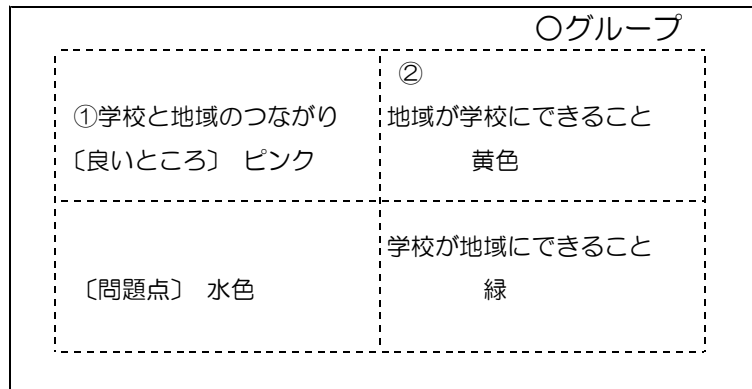 〇グループ
①学校と地域のつながり
〔良いところ〕 ピンク
②
地域が学校にできること
黄色
〔問題点〕 水色
学校が地域にできること
緑